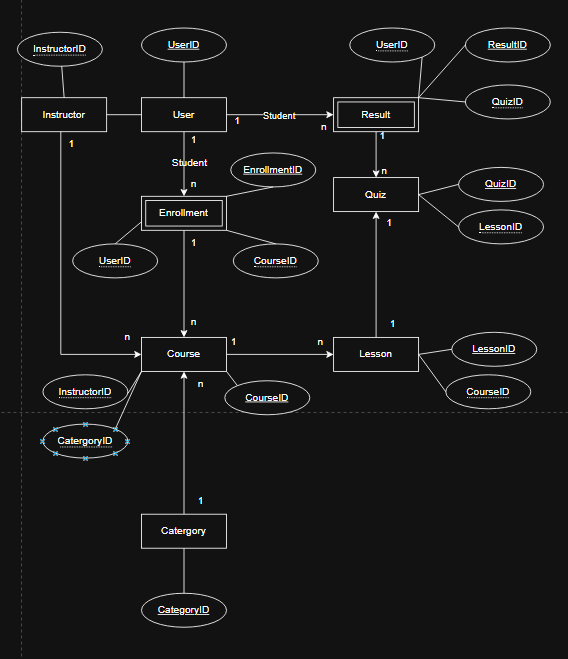 InstructorID
UserID
UserID
ResultID
QuizID
Instructor
User
Result
1
Student
n
1
1
1
Student
n
EnrollmentID
n
Quiz
QuizID
LessonID
Enrollment
1
1
UserID
CourseID
n
n
1
n
1
Course
Lesson
LessonID
CourseID
InstructorID
n
CourseID
CatergoryID
1
Catergory
CategoryID